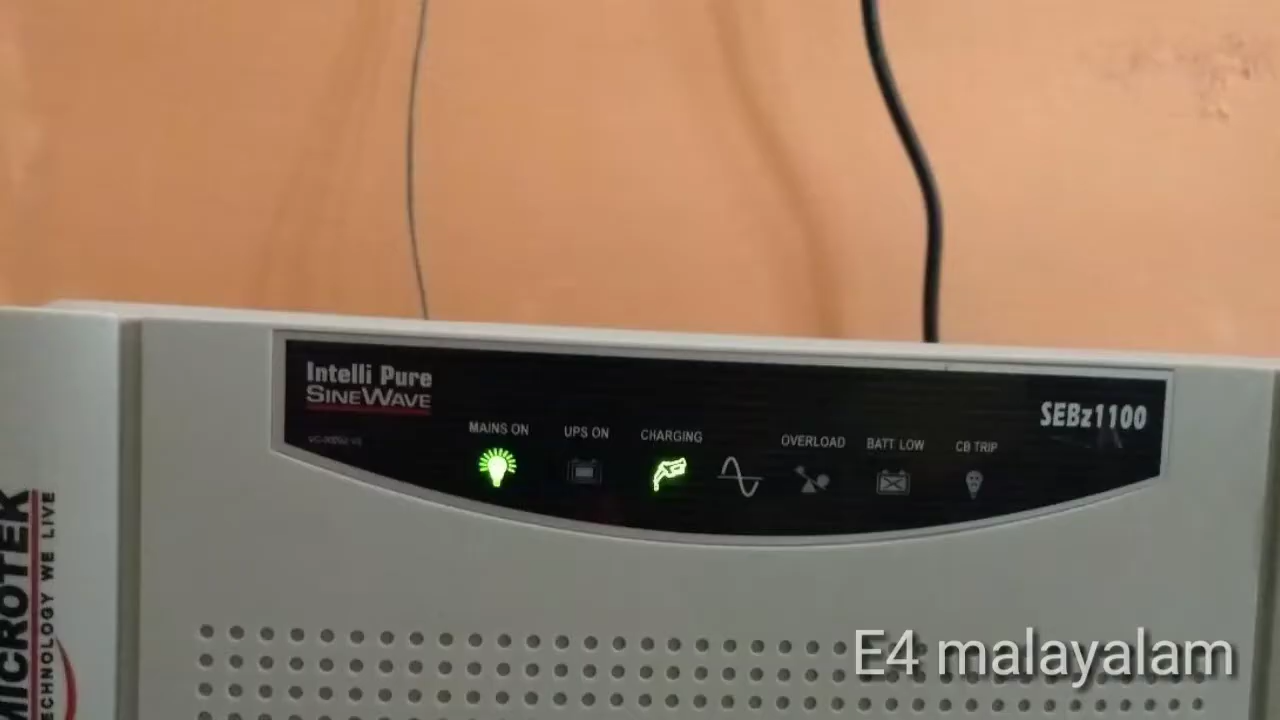 Intelli Pure
SINEWAVE
SEBz1100
MAINS ON
UPS ON
CHARGING
OVERLOAD
BATT LOW
CB TRIP
MICROTEK
TECHNOLOGY WE LIVE
E4 malayalam